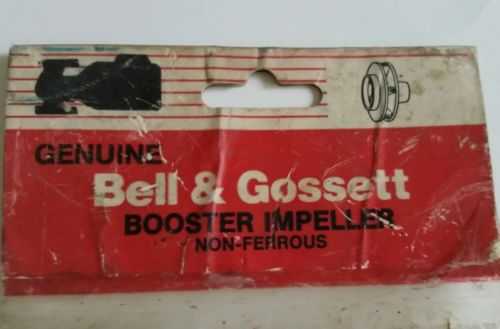 GENUINE
Bell & Gossett
BOOSTER IMPELLER
NON-FERROUS